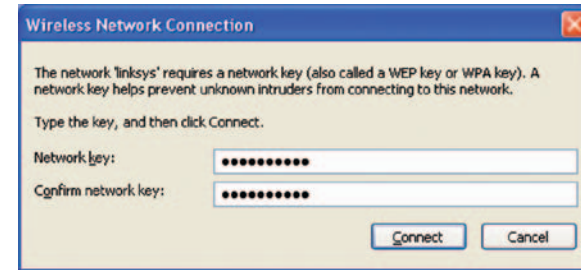 Wireless Network Connection
The network 'linksys' requires a network key (also called a WEP key or WPA key). A
network key helps prevent unknown intruders from connecting to this network.
Type the key, and then click Connect.
Network key: ●●●●●●●●●●
Confirm network key: ●●●●●●●●●●
Connect Cancel